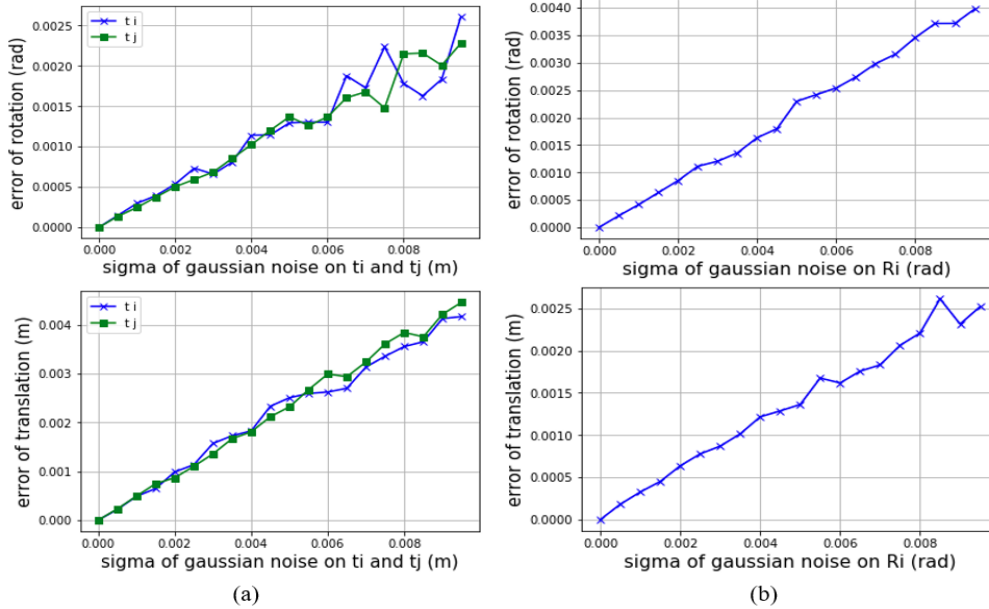 0.0025
0.0020
0.0015
0.0010
0.0005
0.0000
error of rotation (rad)
t i
t j
0.000 0.002 0.004 0.006 0.008
sigma of gaussian noise on ti and tj (m)
0.0040
0.0035
0.0030
0.0025
0.0020
0.0015
0.0010
0.0005
0.0000
error of rotation (rad)
0.000 0.002 0.004 0.006 0.008
sigma of gaussian noise on Ri (rad)
0.004
0.003
0.002
0.001
0.000
error of translation (m)
t i
t j
0.000 0.002 0.004 0.006 0.008
sigma of gaussian noise on ti and tj (m)
0.0025
0.0020
0.0015
0.0010
0.0005
0.0000
error of translation (m)
0.000 0.002 0.004 0.006 0.008
sigma of gaussian noise on Ri (rad)
(a)
(b)